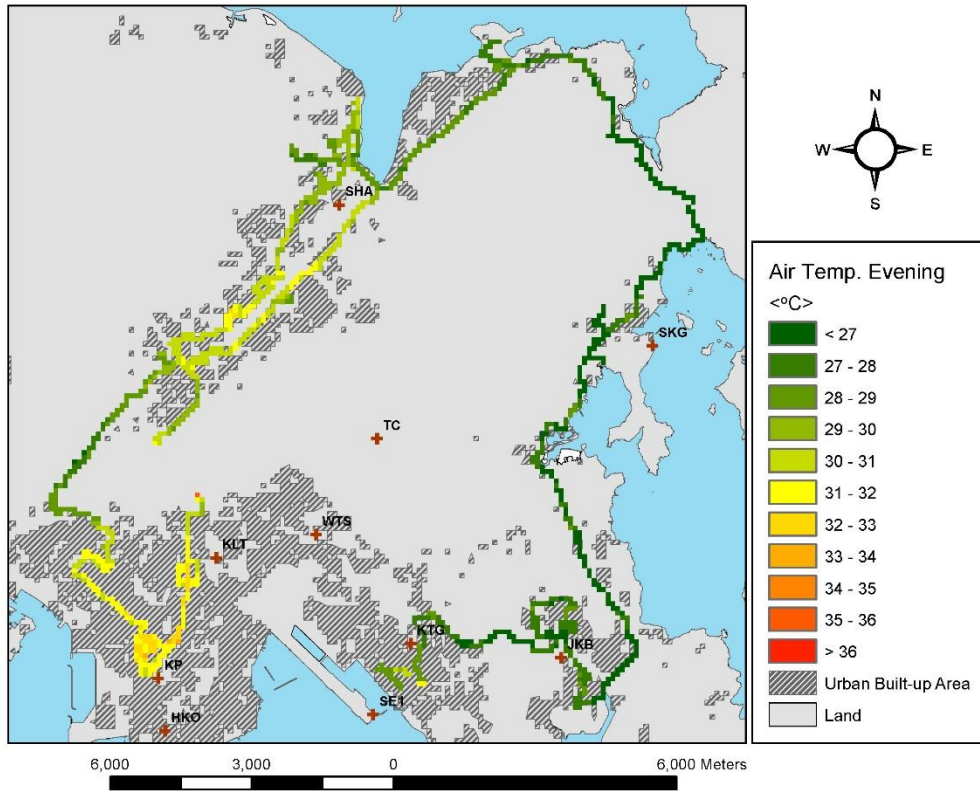 N
W E
S
SHA
SKG
TC
WTS
KLT
KTG
JKB
KP
SE1
HKO
Air Temp. Evening
<ºC>
< 27
27 - 28
28 - 29
29 - 30
30 - 31
31 - 32
32 - 33
33 - 34
34 - 35
35 - 36
> 36
Urban Built-up Area
Land
6,000 3,000 0 6,000 Meters